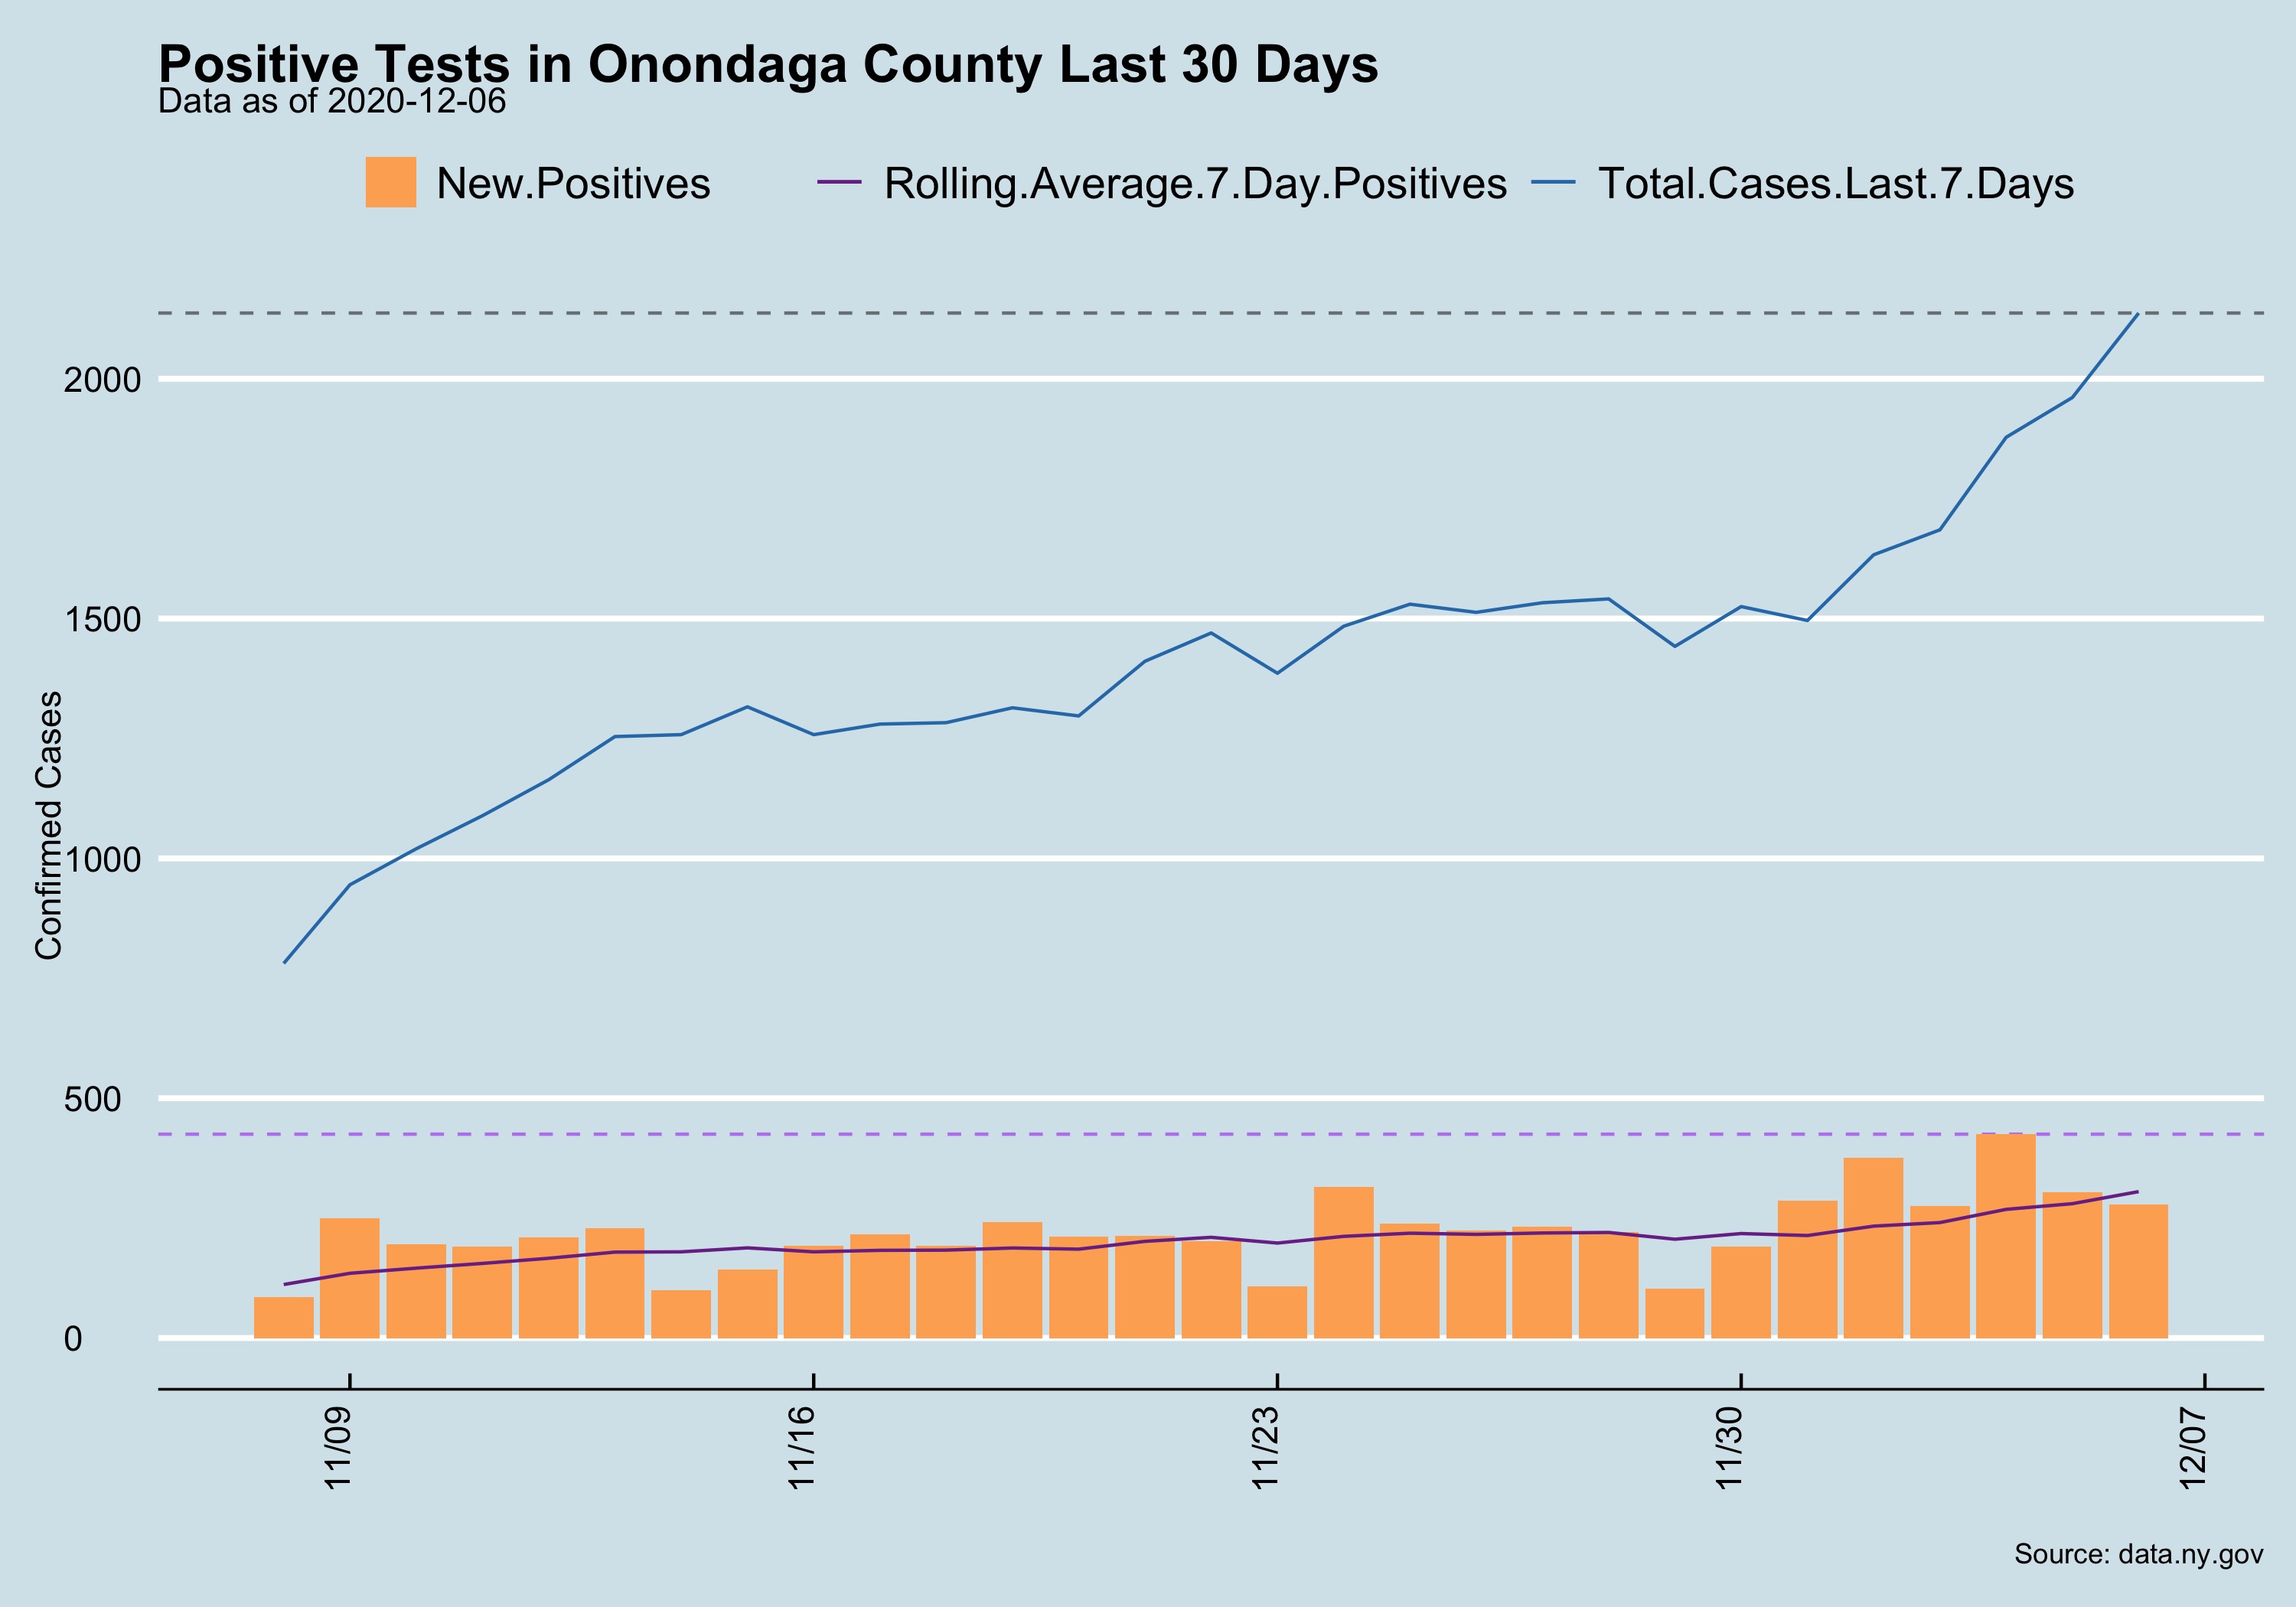 Positive Tests in Onondaga County Last 30 Days
Data as of 2020-12-06
New.Positives Rolling.Average.7.Day.Positives Total.Cases.Last.7.Days
Confirmed Cases
2000
1500
1000
500
0
11/09 11/16 11/23 11/30 12/07
Source: data.ny.gov